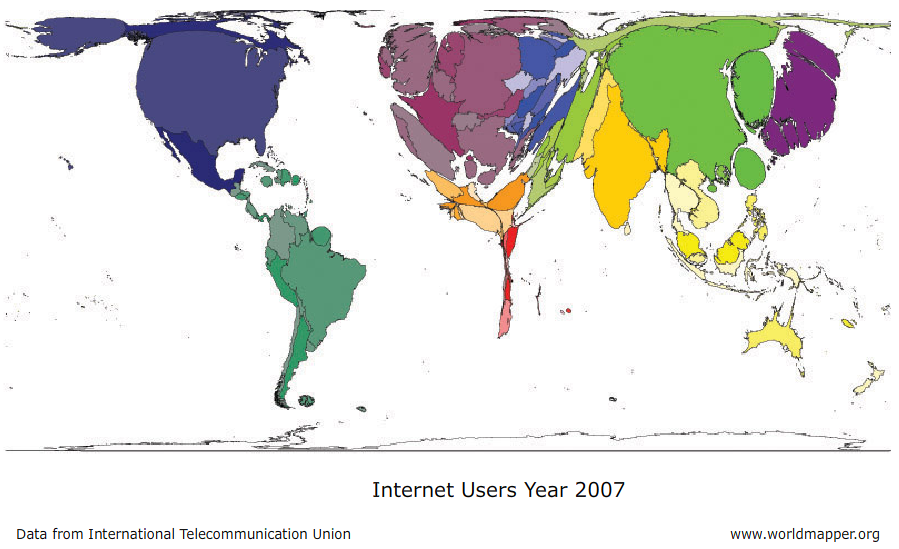 Internet Users Year 2007
Data from International Telecommunication Union
www.worldmapper.org